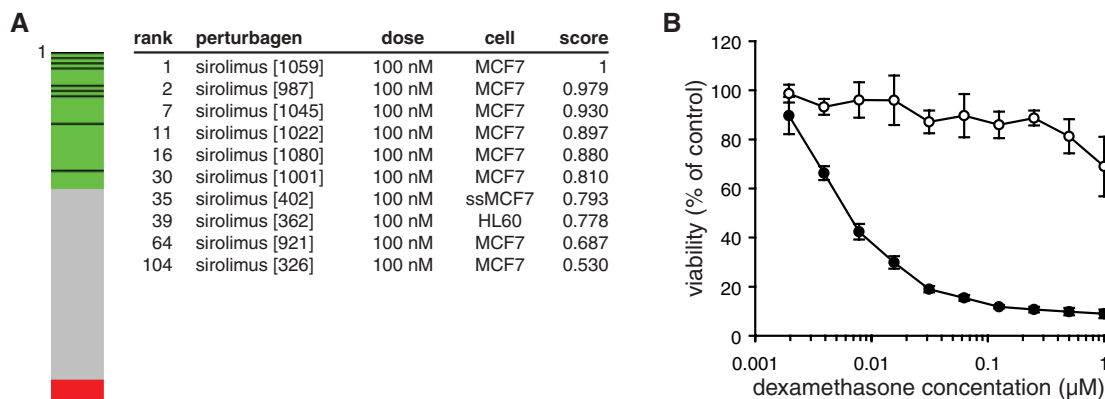 A
1
rank perturbagen dose cell score
1 sirolimus [1059] 100 nM MCF7 1
2 sirolimus [987] 100 nM MCF7 0.979
7 sirolimus [1045] 100 nM MCF7 0.930
11 sirolimus [1022] 100 nM MCF7 0.897
16 sirolimus [1080] 100 nM MCF7 0.880
30 sirolimus [1001] 100 nM MCF7 0.810
35 sirolimus [402] 100 nM ssMCF7 0.793
39 sirolimus [362] 100 nM HL60 0.778
64 sirolimus [921] 100 nM MCF7 0.687
104 sirolimus [326] 100 nM MCF7 0.530
B
viability (% of control)
120
100
80
60
40
20
0
0.001 0.01 0.1 1
dexamethasone concentration (µM)